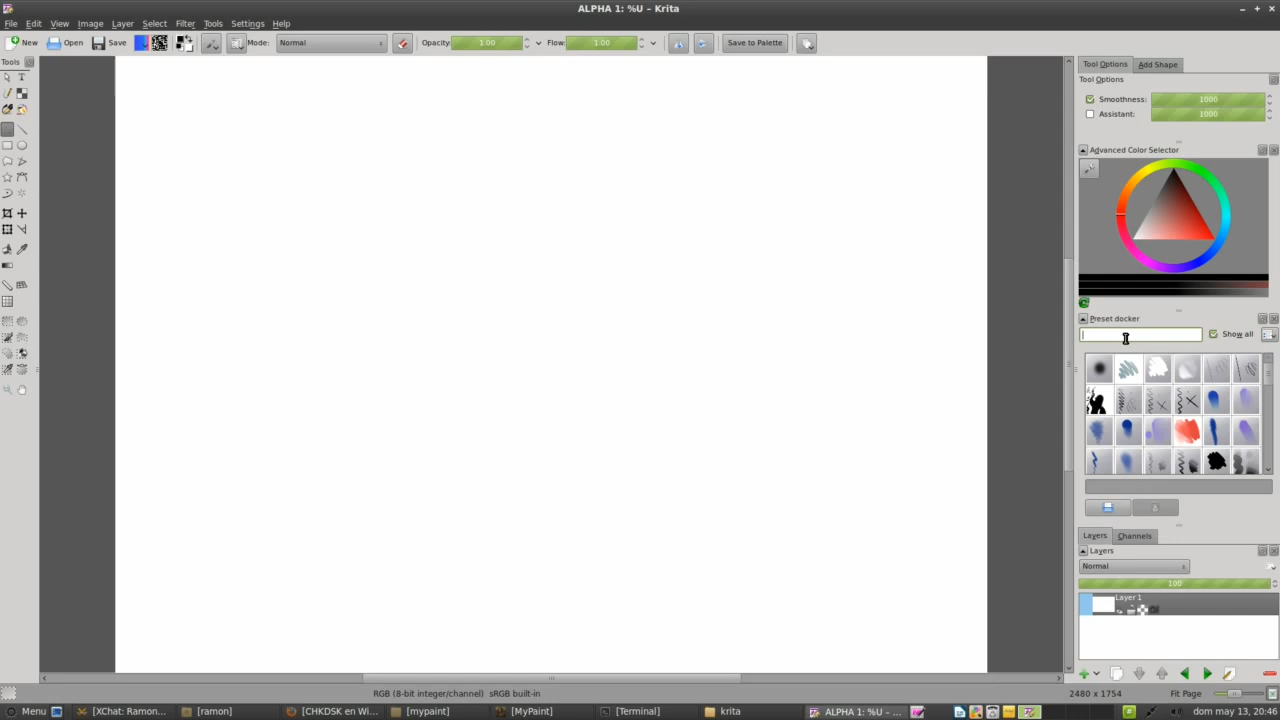 ALPHA 1: %U – Krita
File Edit View Image Layer Select Filter Tools Settings Help
New Open Save Mode: Normal Opacity: 1.00 Flow: 1.00 Save to Palette
Tools
Tool Options Add Shape
Tool Options
Smoothness: 1000
Assistant: 1000
Advanced Color Selector
Preset docker
Show all
Layers Channels
Layers
Normal
100
Layer 1
RGB (8-bit integer/channel) sRGB built-in 2480 x 1754 Fit Page
Menu [XChat: Ramon... [ramon] [CHKDSK en Wi... [mypaint] [MyPaint] [Terminal] krita ALPHA 1: %U – ... dom may 13, 20:46